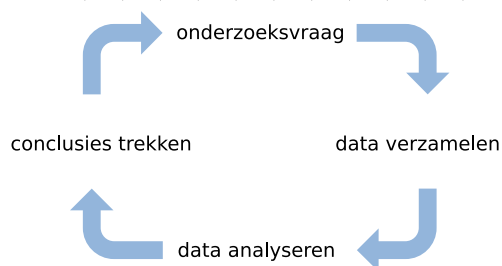 onderzoeksvraag
data verzamelen
data analyseren
conclusies trekken